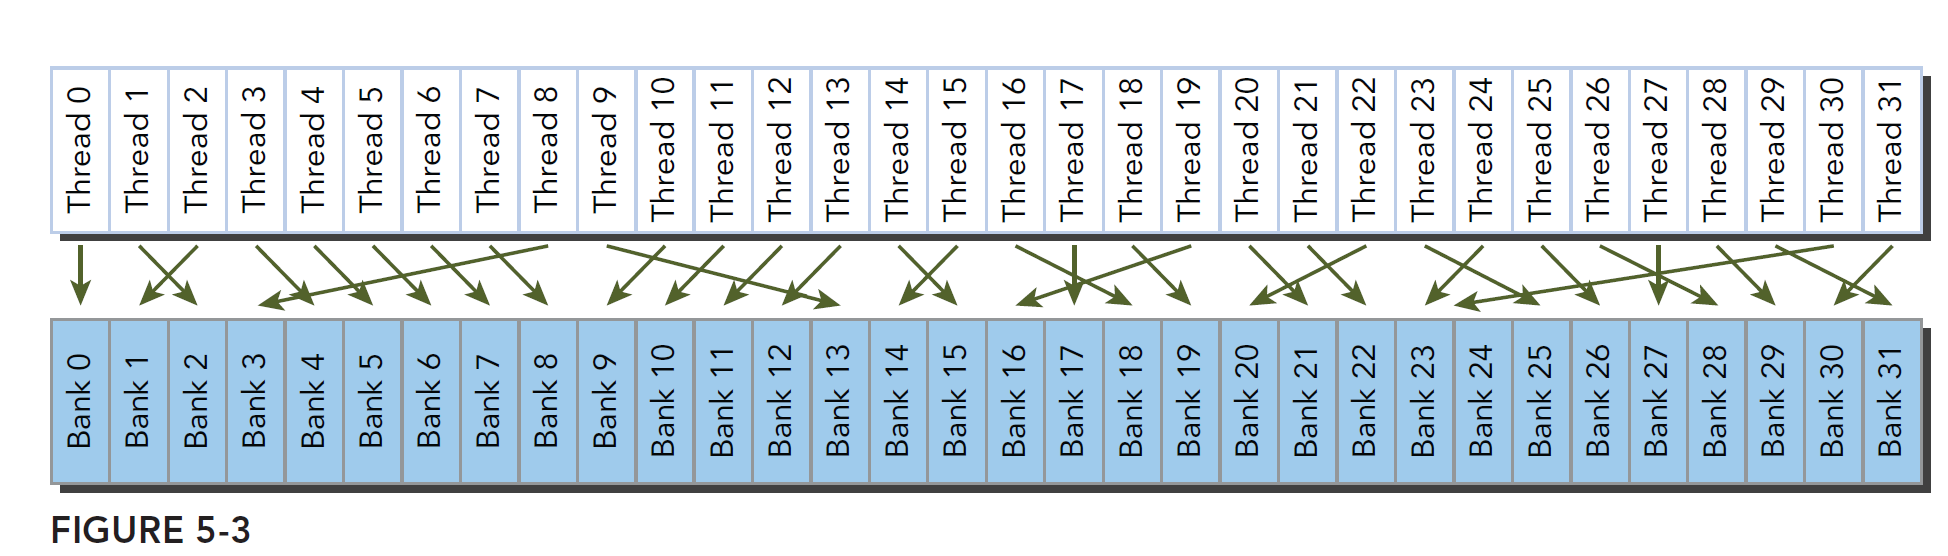 Thread 0
Thread 1
Thread 2
Thread 3
Thread 4
Thread 5
Thread 6
Thread 7
Thread 8
Thread 9
Thread 10
Thread 11
Thread 12
Thread 13
Thread 14
Thread 15
Thread 16
Thread 17
Thread 18
Thread 19
Thread 20
Thread 21
Thread 22
Thread 23
Thread 24
Thread 25
Thread 26
Thread 27
Thread 28
Thread 29
Thread 30
Thread 31
Bank 0
Bank 1
Bank 2
Bank 3
Bank 4
Bank 5
Bank 6
Bank 7
Bank 8
Bank 9
Bank 10
Bank 11
Bank 12
Bank 13
Bank 14
Bank 15
Bank 16
Bank 17
Bank 18
Bank 19
Bank 20
Bank 21
Bank 22
Bank 23
Bank 24
Bank 25
Bank 26
Bank 27
Bank 28
Bank 29
Bank 30
Bank 31
FIGURE 5-3